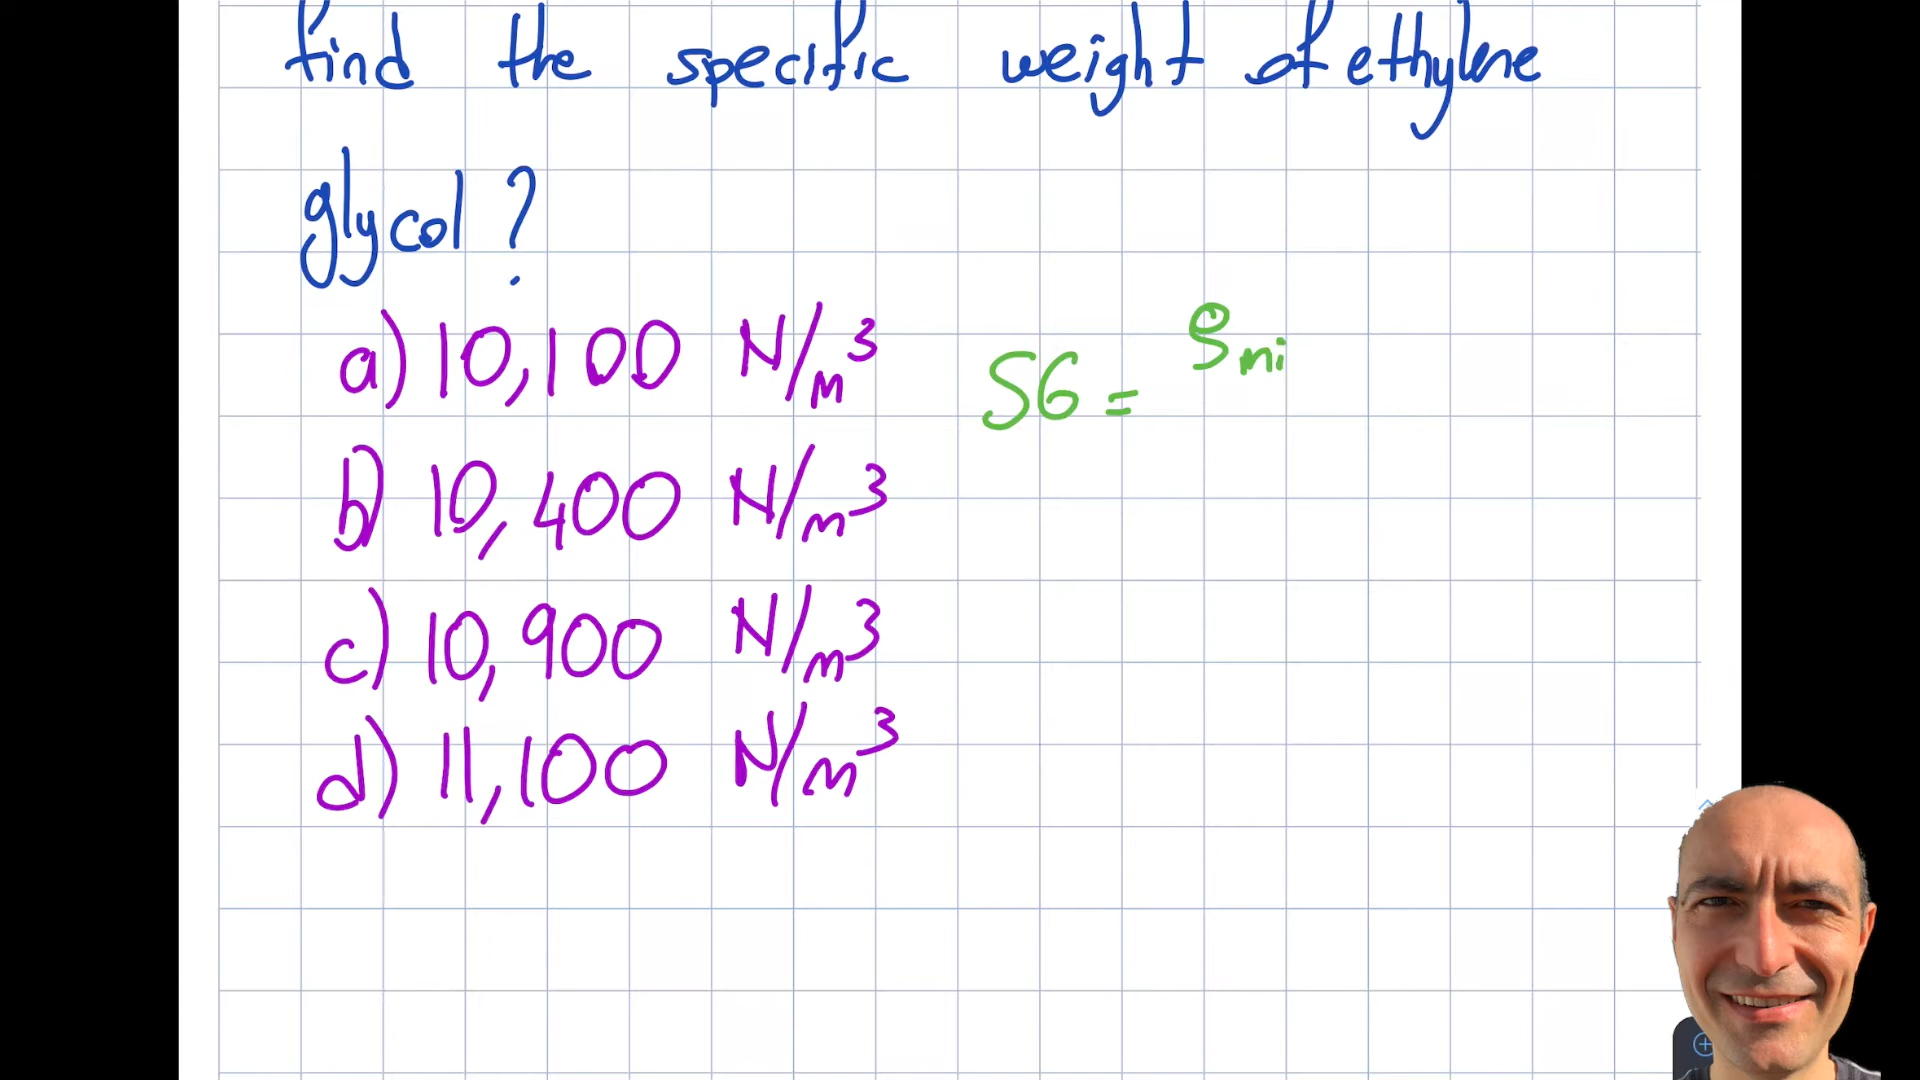 find the specific weight of ethylene
glycol?
a) 10,100 N/m³
SG = ρmi
b) 10,400 N/m³
c) 10,900 N/m³
d) 11,100 N/m³